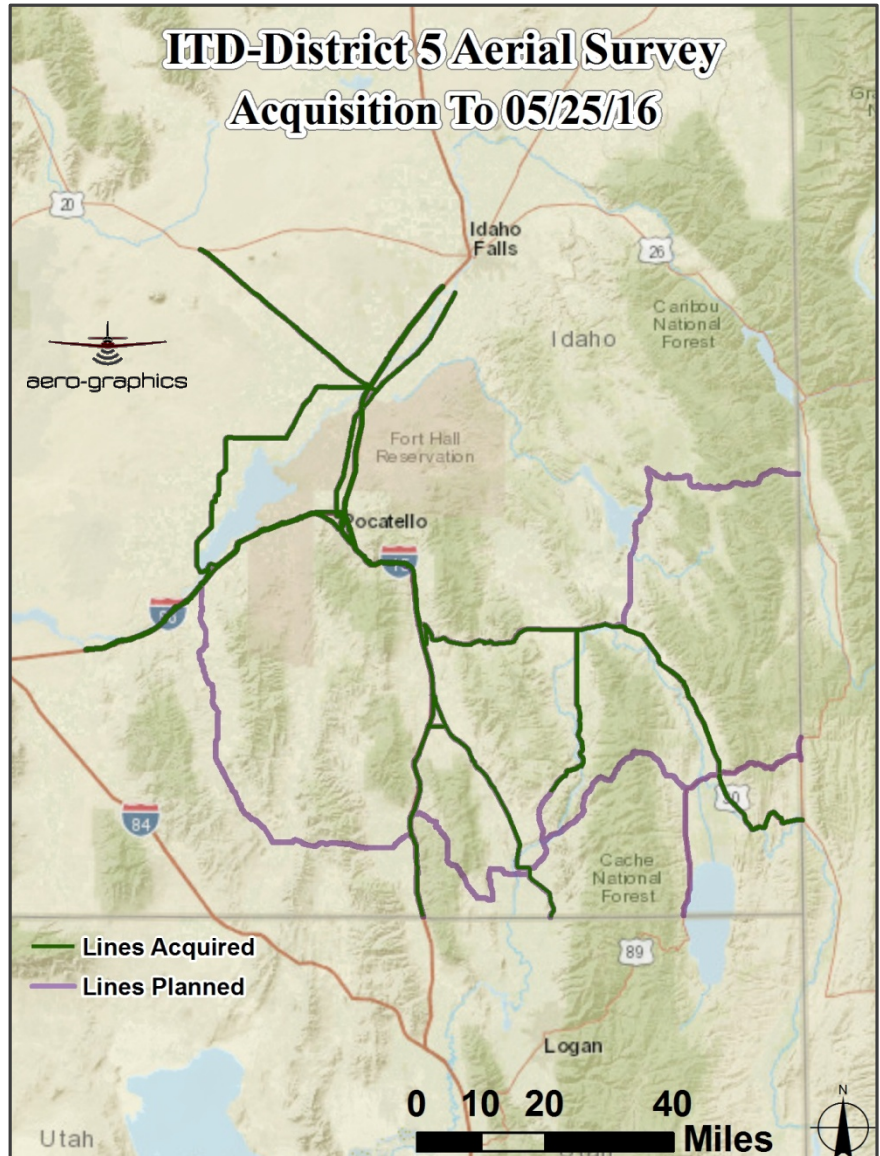 ITD-District 5 Aerial Survey
Acquisition To 05/25/16
Gra
N
20
Idaho
Falls
26
Caribou
National
Forest
Idaho
aero-graphics
Fort Hall
Reservation
Pocatello
15
84
30
Cache
National
Forest
Lines Acquired
Lines Planned
89
Logan
0 10 20 40
Miles
N
Utah